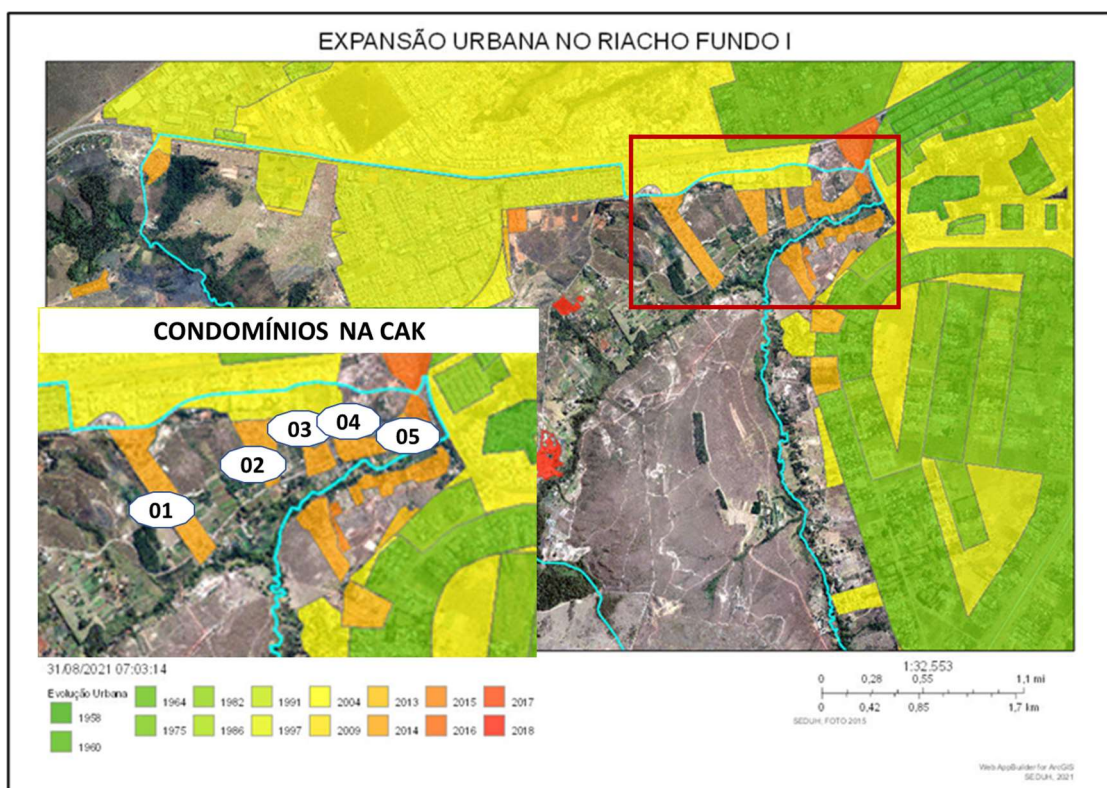 EXPANSÃO URBANA NO RIACHO FUNDO I
CONDOMÍNIOS NA CAK
01
02
03
04
05
31/08/2021 07:03:14
Evolução Urbana
1958
1960
1964
1982
1991
2004
2013
2015
2017
1975
1986
1997
2009
2014
2016
2018
1:32.553
0 0,28 0,55 1,1 mi
0 0,42 0,85 1,7 km
SEDUH, FOTO 2015
Web AppBuilder for ArcGIS
SEDUH, 2021